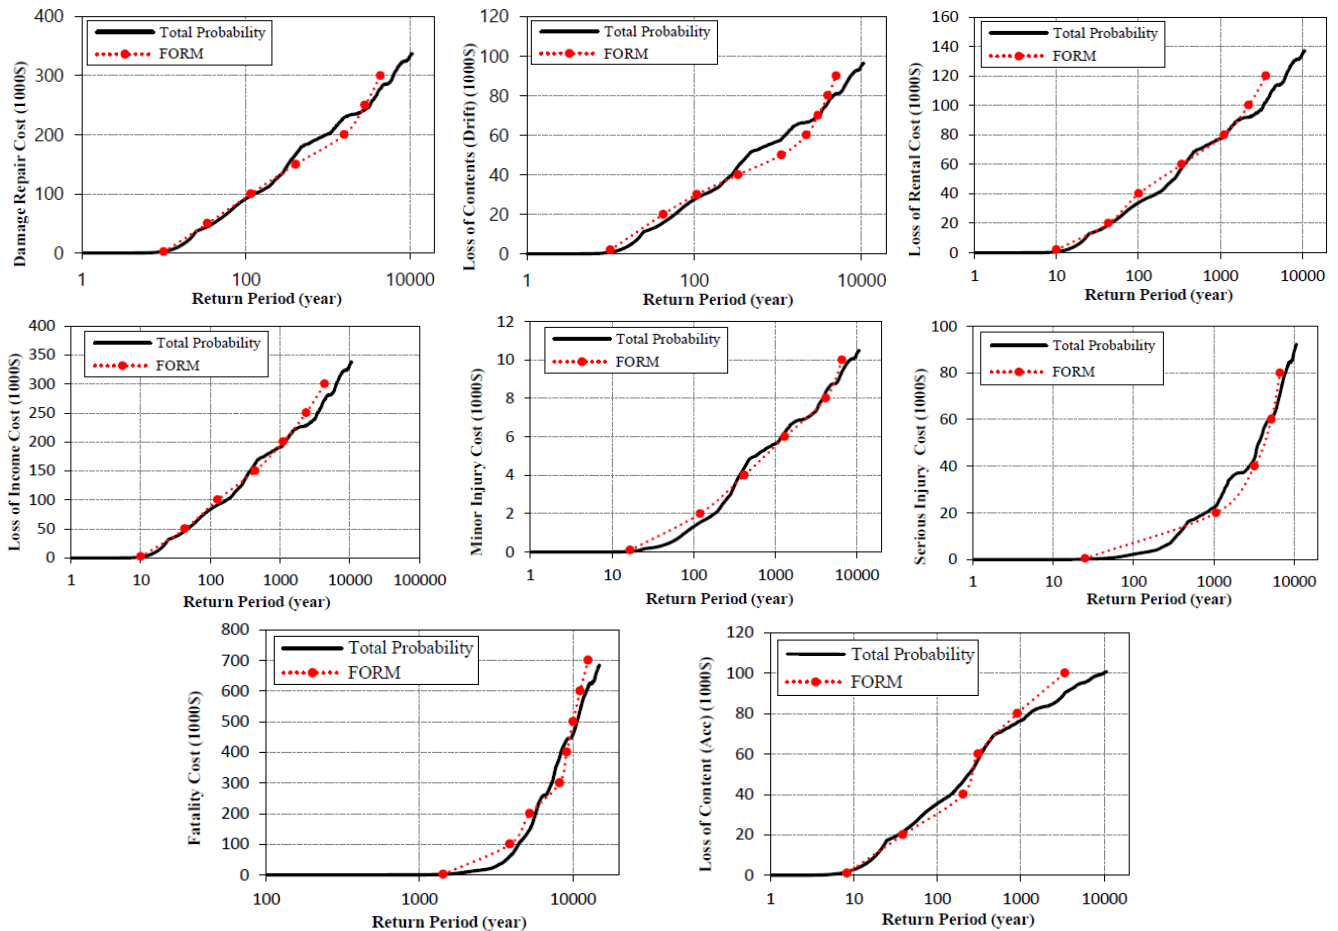 Damage Repair Cost (1000S)
400
300
200
100
0
Total Probability
FORM
1
100
10000
Return Period (year)
Loss of Contents (Drift) (1000S)
120
100
80
60
40
20
0
Total Probability
FORM
1
100
10000
Return Period (year)
Loss of Rental Cost (1000S)
160
140
120
100
80
60
40
20
0
Total Probability
FORM
1
10
100
1000
10000
Return Period (year)
Loss of Income Cost (1000S)
400
350
300
250
200
150
100
50
0
Total Probability
FORM
1
10
100
1000
10000
100000
Return Period (year)
Minor Injury Cost (1000S)
12
10
8
6
4
2
0
Total Probability
FORM
1
10
100
1000
10000
Return Period (year)
Serious Injury Cost (1000S)
100
80
60
40
20
0
Total Probability
FORM
1
10
100
1000
10000
Return Period (year)
Fatality Cost (1000S)
800
700
600
500
400
300
200
100
0
Total Probability
FORM
100
1000
10000
Return Period (year)
Loss of Content (Acc) (1000S)
120
100
80
60
40
20
0
Total Probability
FORM
1
10
100
1000
10000
Return Period (year)